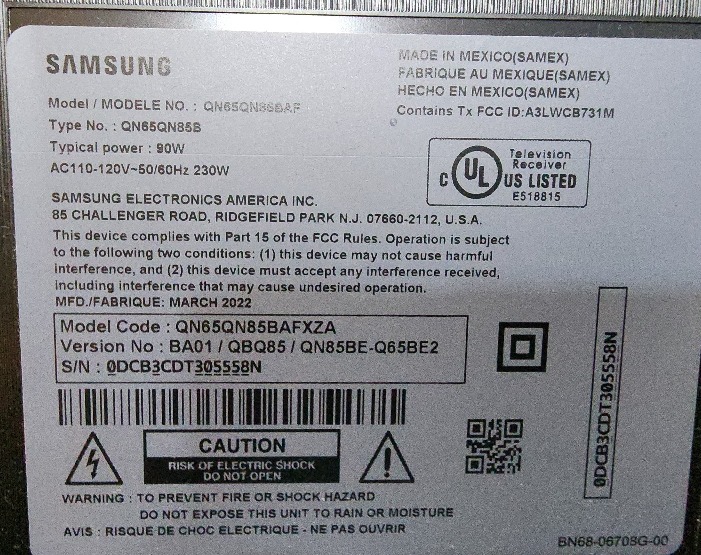 SAMSUNG
Model / MODELE NO. : QN65QN85BAF
Type No. : QN65QN85B
Typical power : 90W
AC110-120V~50/60Hz 230W
MADE IN MEXICO(SAMEX)
FABRIQUE AU MEXIQUE(SAMEX)
HECHO EN MEXICO(SAMEX)
Contains Tx FCC ID:A3LWCB731M
C UL US LISTED
Television
Receiver
E518815
SAMSUNG ELECTRONICS AMERICA INC.
85 CHALLENGER ROAD, RIDGEFIELD PARK N.J. 07660-2112, U.S.A.
This device complies with Part 15 of the FCC Rules. Operation is subject
to the following two conditions: (1) this device may not cause harmful
interference, and (2) this device must accept any interference received,
including interference that may cause undesired operation.
MFD./FABRIQUE: MARCH 2022
Model Code : QN65QN85BAFXZA
Version No : BA01 / QBQ85 / QN85BE-Q65BE2
S/N : 0DCB3CDT305558N
0DCB3CDT305558N
CAUTION
RISK OF ELECTRIC SHOCK
DO NOT OPEN
WARNING : TO PREVENT FIRE OR SHOCK HAZARD
DO NOT EXPOSE THIS UNIT TO RAIN OR MOISTURE
AVIS : RISQUE DE CHOC ELECTRIQUE - NE PAS OUVRIR
BN68-06708G-00